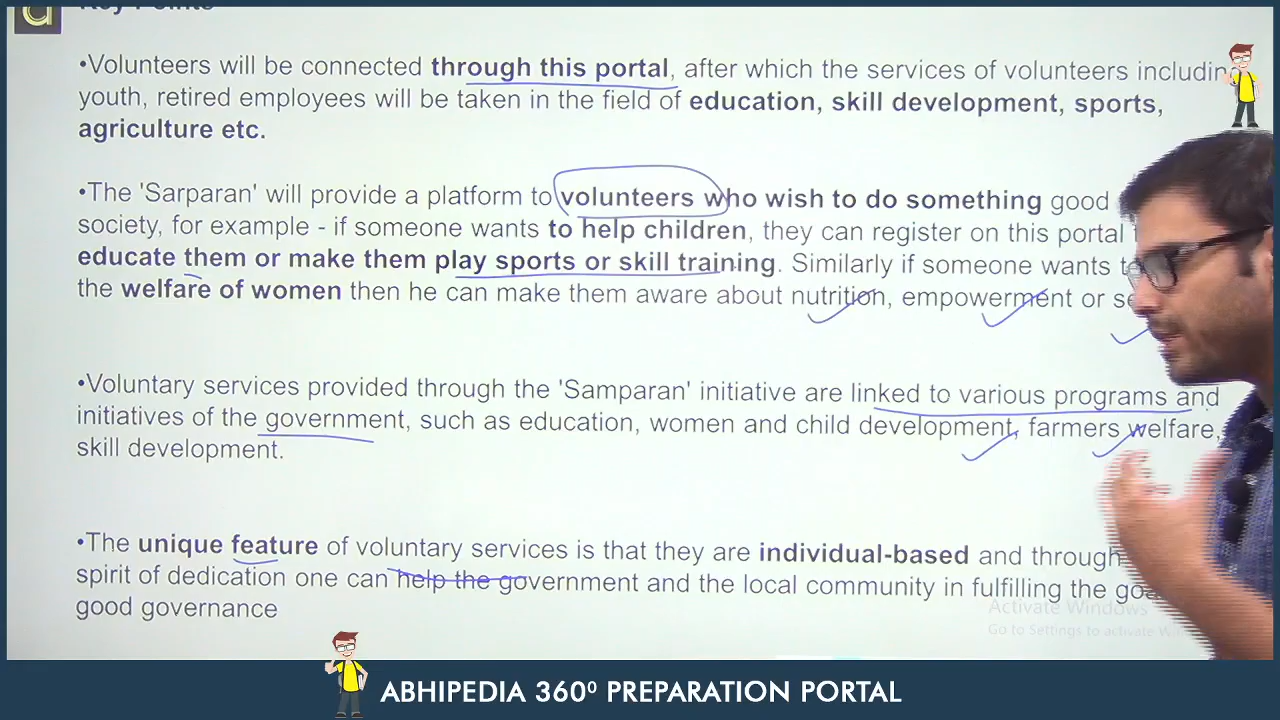 Key Points
•Volunteers will be connected through this portal, after which the services of volunteers includin
youth, retired employees will be taken in the field of education, skill development, sports,
agriculture etc.
•The 'Sarparan' will provide a platform to volunteers who wish to do something good
society, for example - if someone wants to help children, they can register on this portal
educate them or make them play sports or skill training. Similarly if someone wants
the welfare of women then he can make them aware about nutrition, empowerment or
•Voluntary services provided through the 'Samparan' initiative are linked to various programs and
initiatives of the government, such as education, women and child development, farmers welfare,
skill development.
•The unique feature of voluntary services is that they are individual-based and through
spirit of dedication one can help the government and the local community in fulfilling the
good governance
Activate Windows
Go to Settings to activate
ABHIPEDIA 360⁰ PREPARATION PORTAL